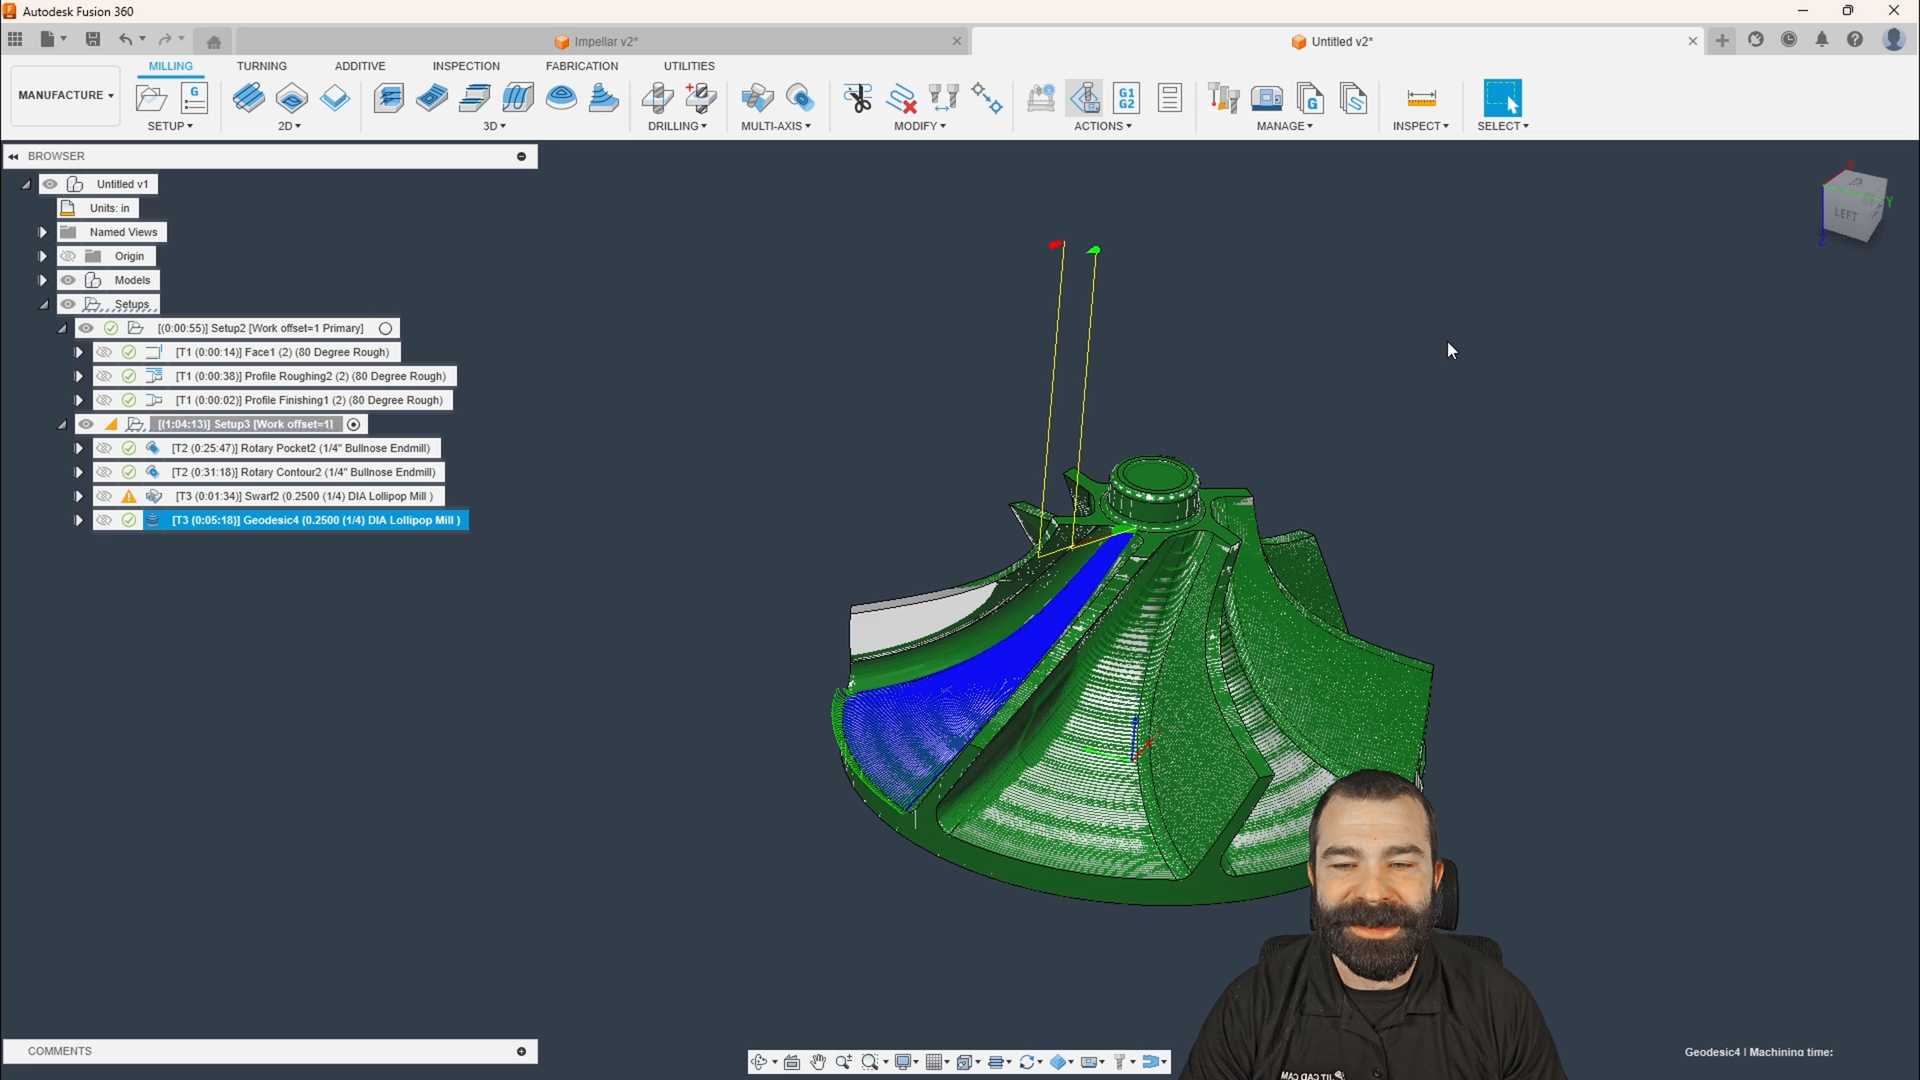 Autodesk Fusion 360
Impellar v2*
Untitled v2*
MANUFACTURE
MILLING
TURNING
ADDITIVE
INSPECTION
FABRICATION
UTILITIES
G
G1
G2
G
SETUP
2D
3D
DRILLING
MULTI-AXIS
MODIFY
ACTIONS
MANAGE
INSPECT
SELECT
BROWSER
Untitled v1
Units: in
Named Views
Origin
Models
Setups
[(0:00:55)] Setup2 [Work offset=1 Primary]
[T1 (0:00:14)] Face1 (2) (80 Degree Rough)
[T1 (0:00:38)] Profile Roughing2 (2) (80 Degree Rough)
[T1 (0:00:02)] Profile Finishing1 (2) (80 Degree Rough)
[(1:04:13)] Setup3 [Work offset=1]
[T2 (0:25:47)] Rotary Pocket2 (1/4" Bullnose Endmill)
[T2 (0:31:18)] Rotary Contour2 (1/4" Bullnose Endmill)
[T3 (0:01:34)] Swarf2 (0.2500 (1/4) DIA Lollipop Mill )
[T3 (0:05:18)] Geodesic4 (0.2500 (1/4) DIA Lollipop Mill )
LEFT
Y
Z
COMMENTS
Geodesic4 | Machining time: